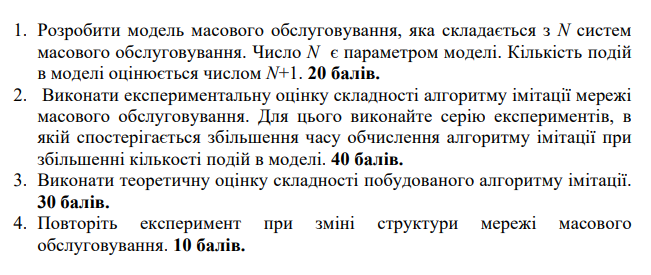 1. Розробити модель масового обслуговування, яка складається з N систем
масового обслуговування. Число N є параметром моделі. Кількість подій
в моделі оцінюється числом N+1. 20 балів.
2. Виконати експериментальну оцінку складності алгоритму імітації мережі
масового обслуговування. Для цього виконайте серію експериментів, в
якій спостерігається збільшення часу обчислення алгоритму імітації при
збільшенні кількості подій в моделі. 40 балів.
3. Виконати теоретичну оцінку складності побудованого алгоритму імітації.
30 балів.
4. Повторіть експеримент при зміні структури мережі масового
обслуговування. 10 балів.